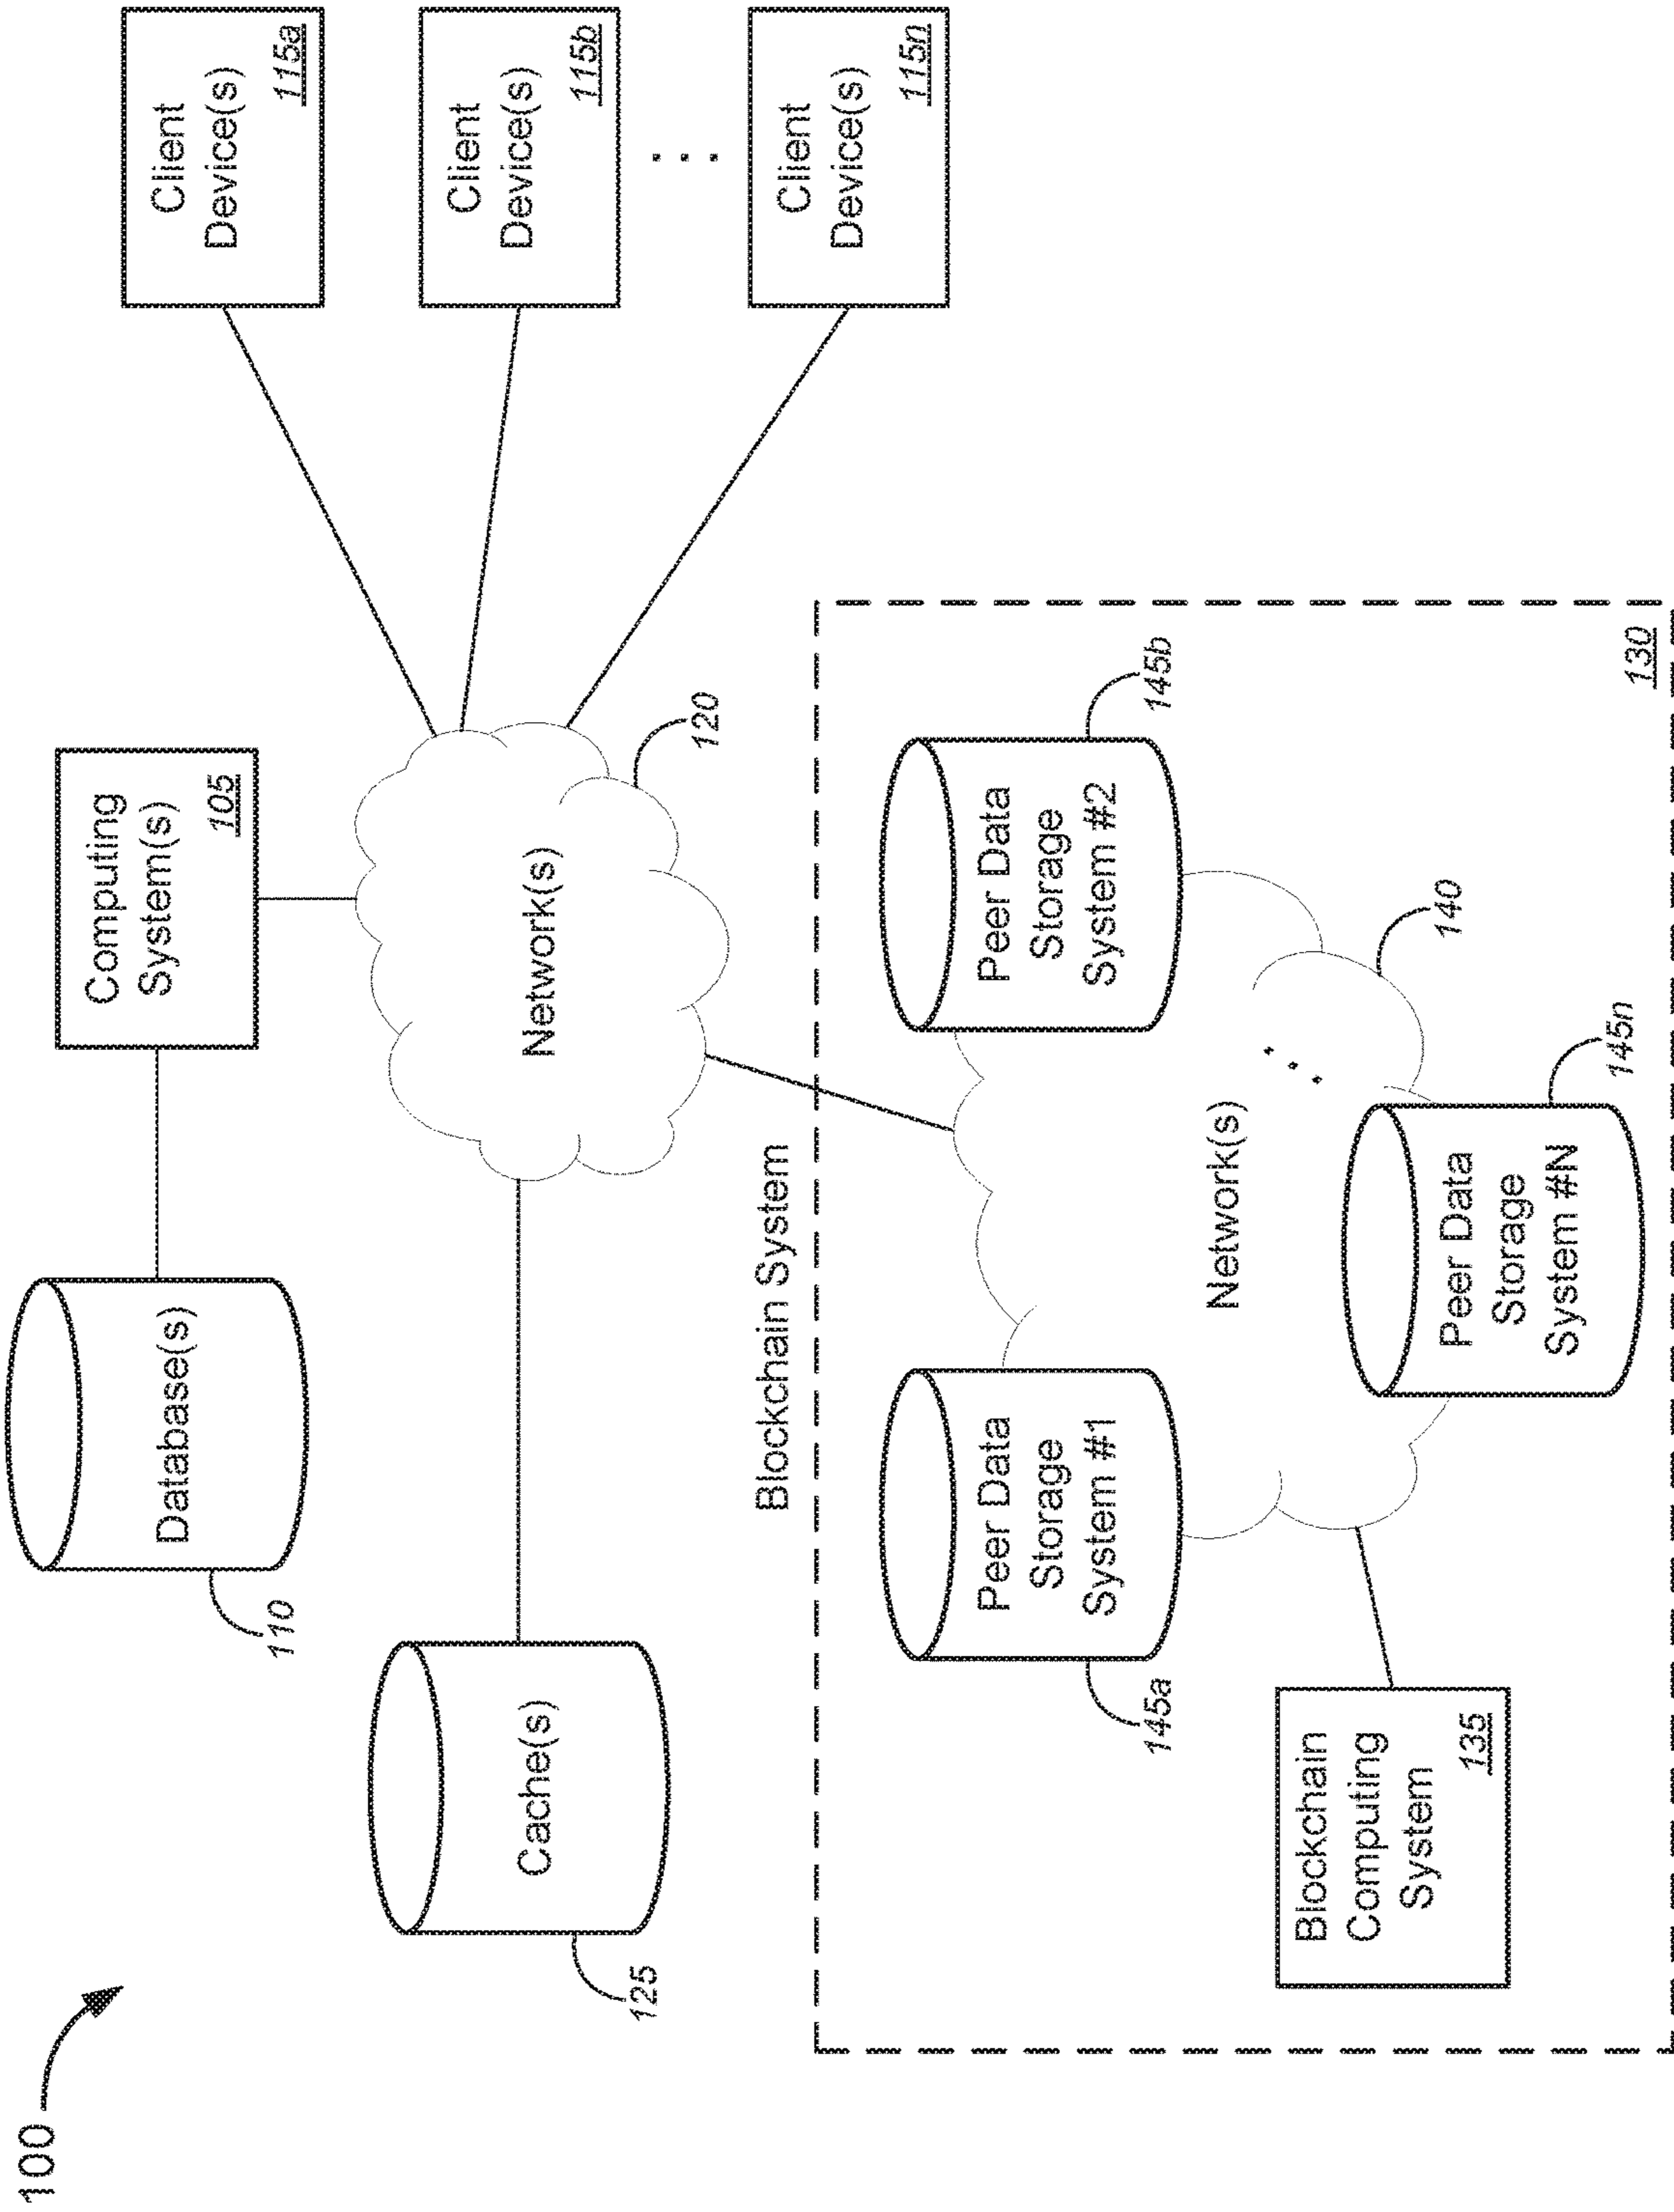 100
Database(s)
110
Computing
System(s)
105
Client
Device(s)
115a
Cache(s)
125
Network(s)
120
Client
Device(s)
115b
. . .
Client
Device(s)
115n
Blockchain System
Peer Data
Storage
System #1
145a
Peer Data
Storage
System #2
145b
Network(s)
140
. . .
Blockchain
Computing
System
135
Peer Data
Storage
System #N
145n
130